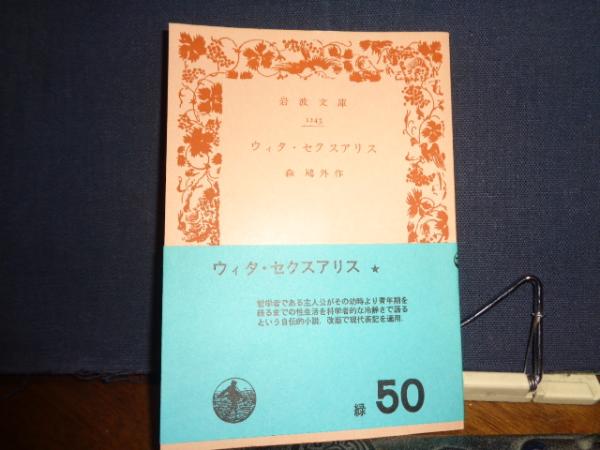 岩波文庫
1245
ウィタ・セクスアリス
森鴎外作
ウィタ・セクスアリス ★
哲学者である主人公がその幼時より青年期を
経るまでの性生活を科学者的な冷静さで語る
という自伝的小説．改版で現代表記を適用．
緑 50